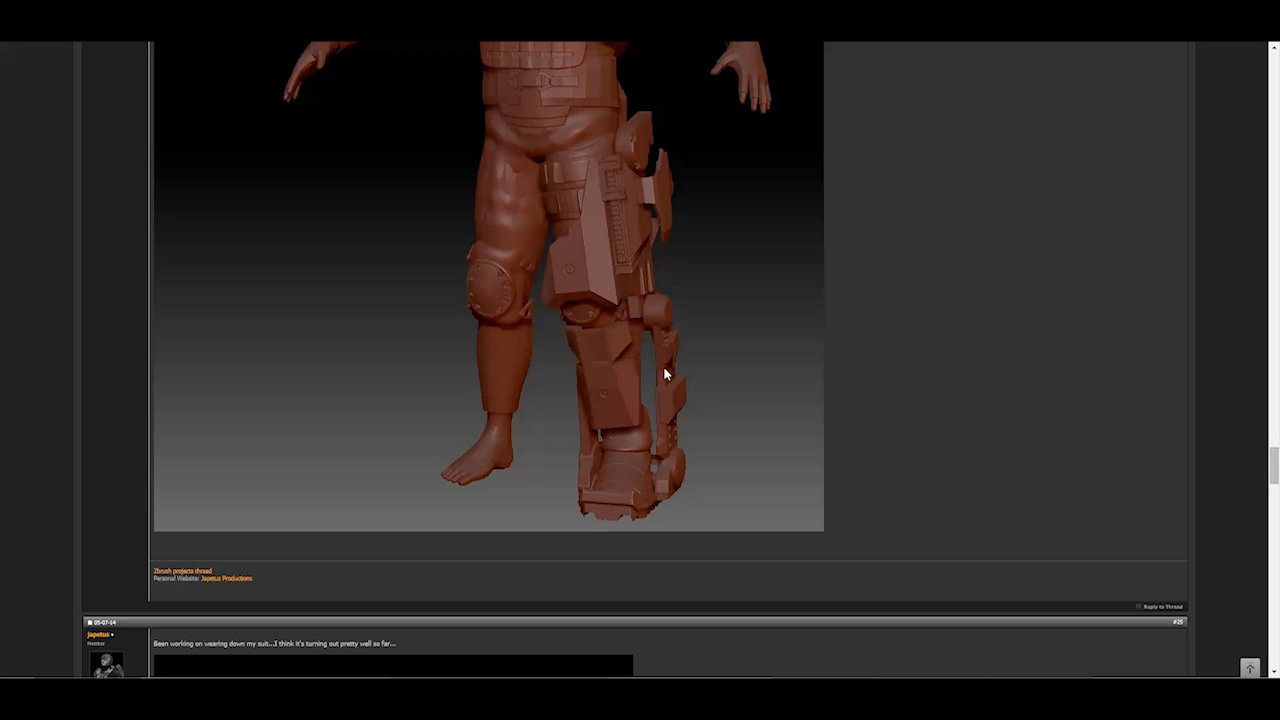 Zbrush projects thread
Personal Website: Japetus Productions
Reply to Thread
05-07-14
#25
japetus
Member
Been working on wearing down my suit...I think it's turning out pretty well so far...